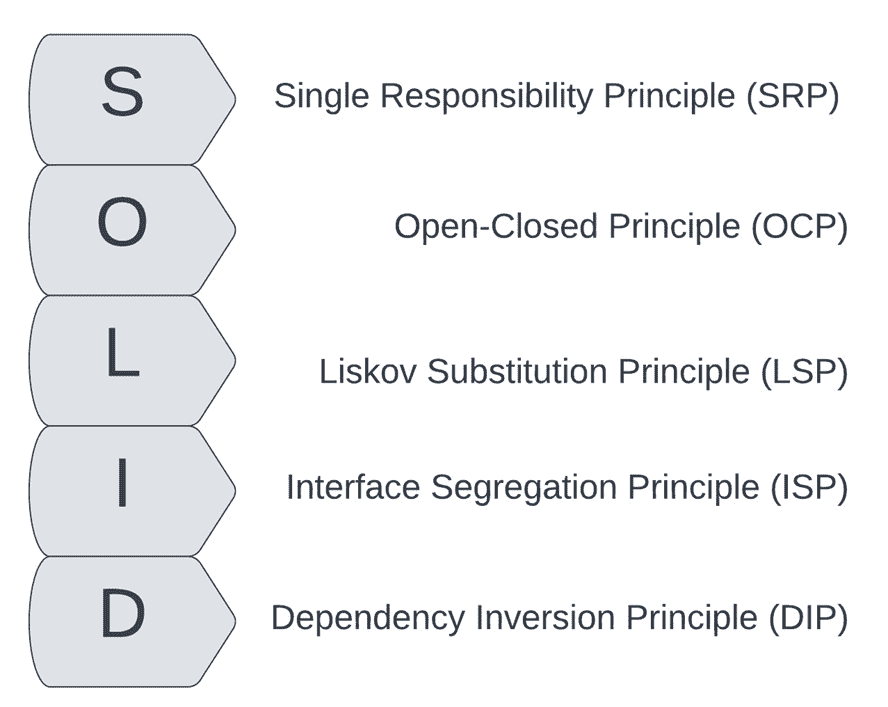 S
Single Responsibility Principle (SRP)
O
Open-Closed Principle (OCP)
L
Liskov Substitution Principle (LSP)
I
Interface Segregation Principle (ISP)
D
Dependency Inversion Principle (DIP)